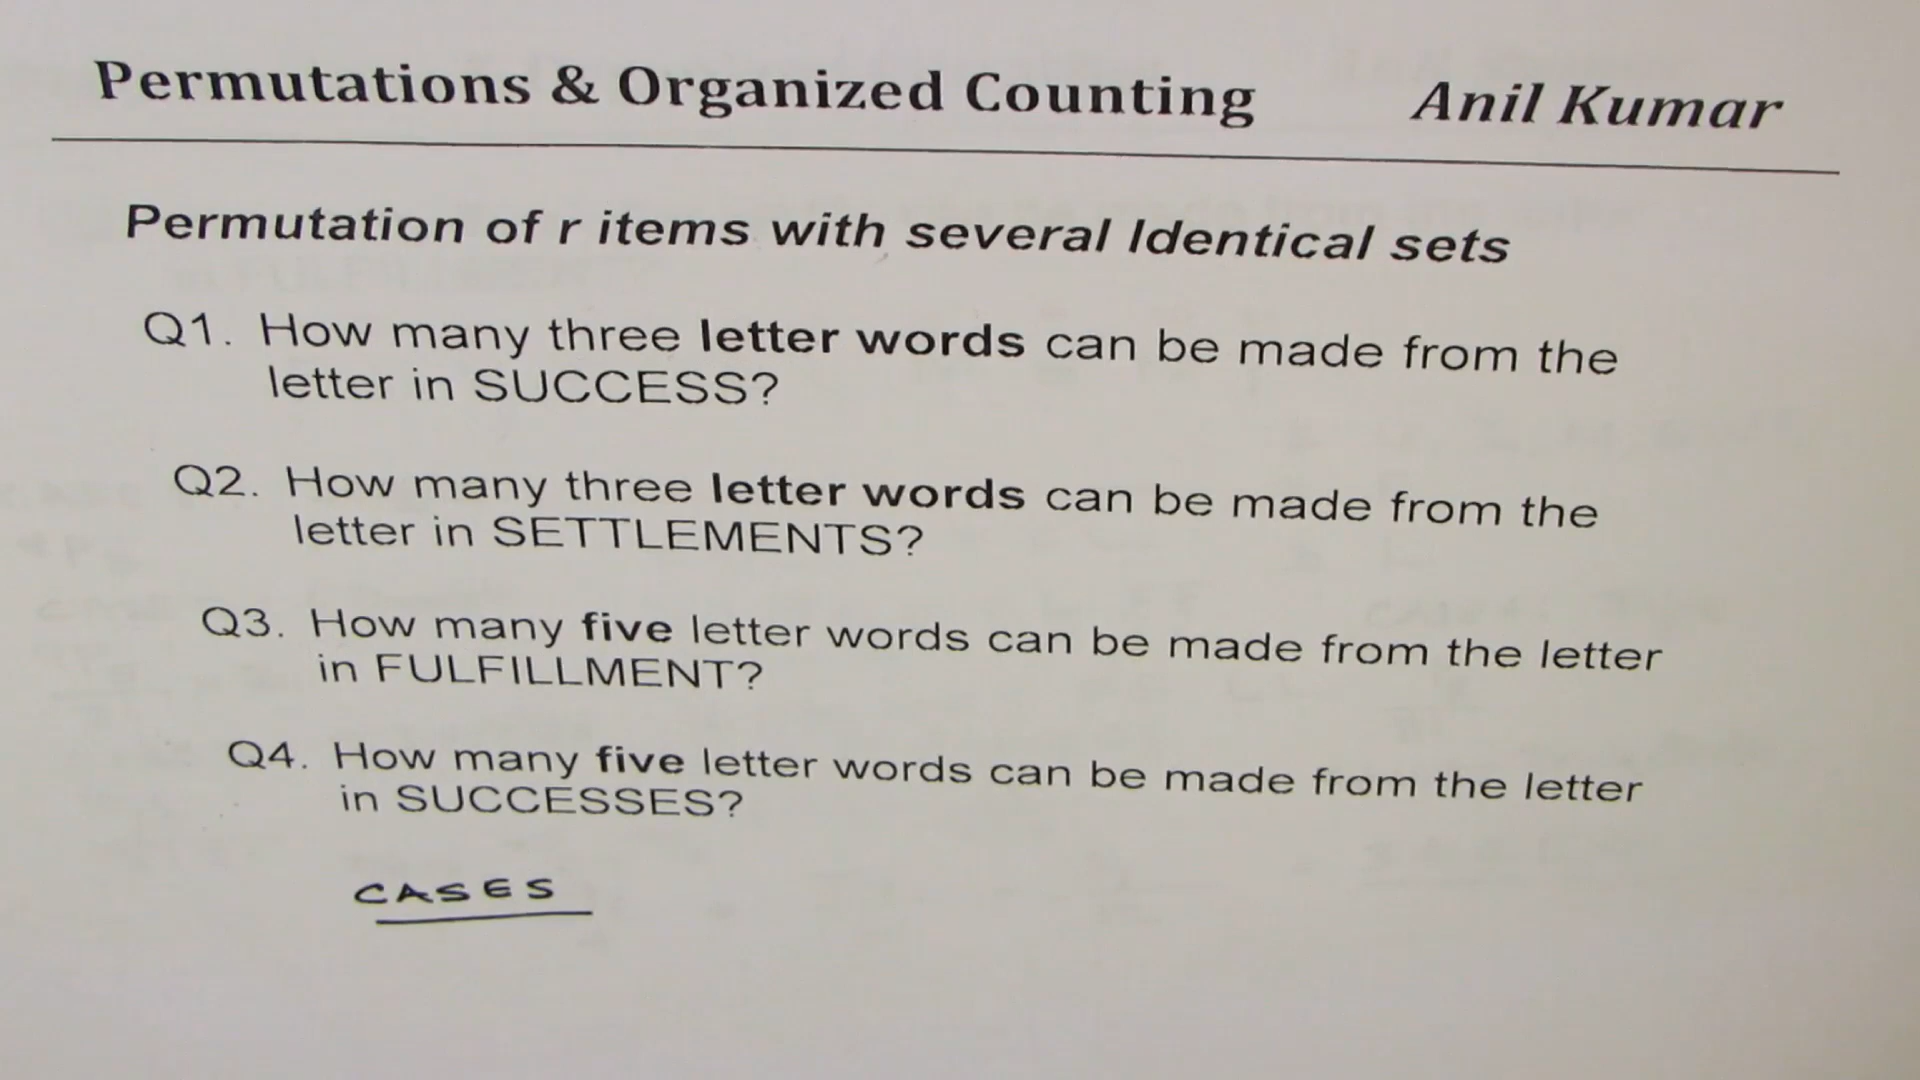 Permutations & Organized Counting Anil Kumar
Permutation of r items with several Identical sets
Q1. How many three letter words can be made from the
letter in SUCCESS?
Q2. How many three letter words can be made from the
letter in SETTLEMENTS?
Q3. How many five letter words can be made from the letter
in FULFILLMENT?
Q4. How many five letter words can be made from the letter
in SUCCESSES?
CASES